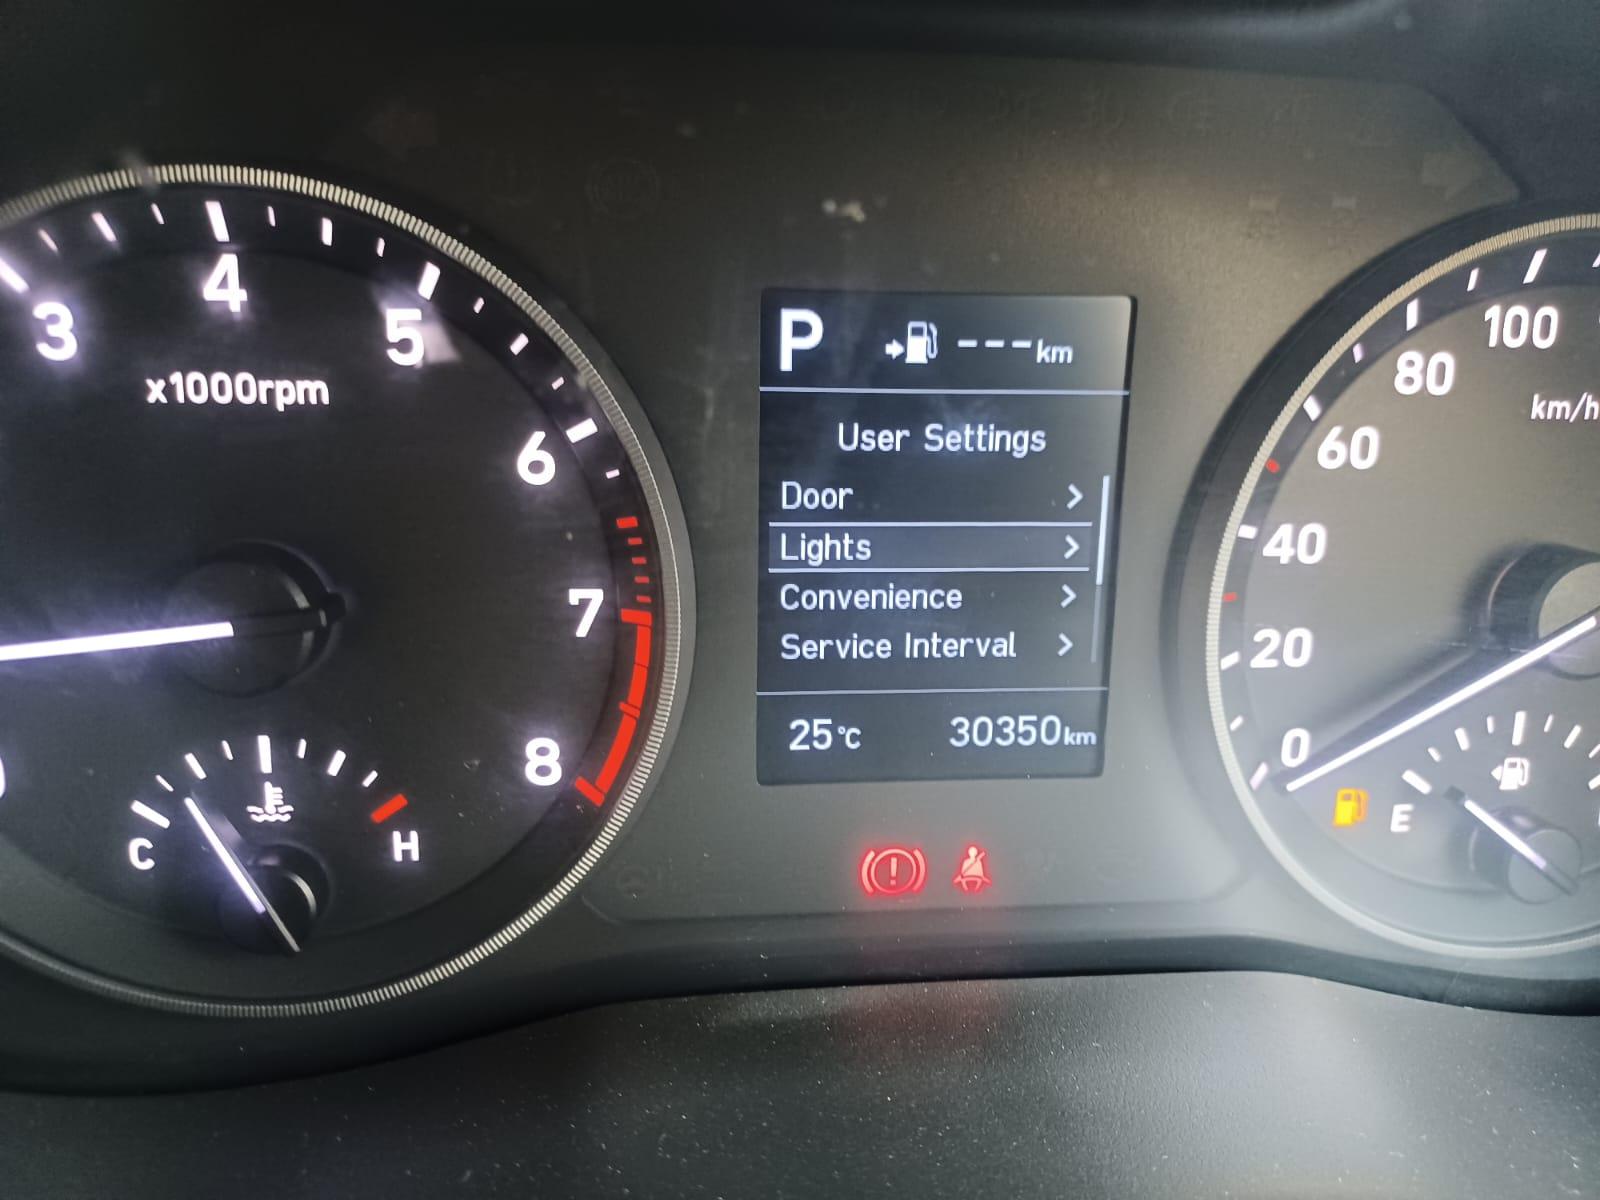 3
4
5
x1000rpm
6
7
8
C
H
P
---km
User Settings
Door >
Lights >
Convenience >
Service Interval >
25°C 30350km
100
80
km/h
60
40
20
0
E